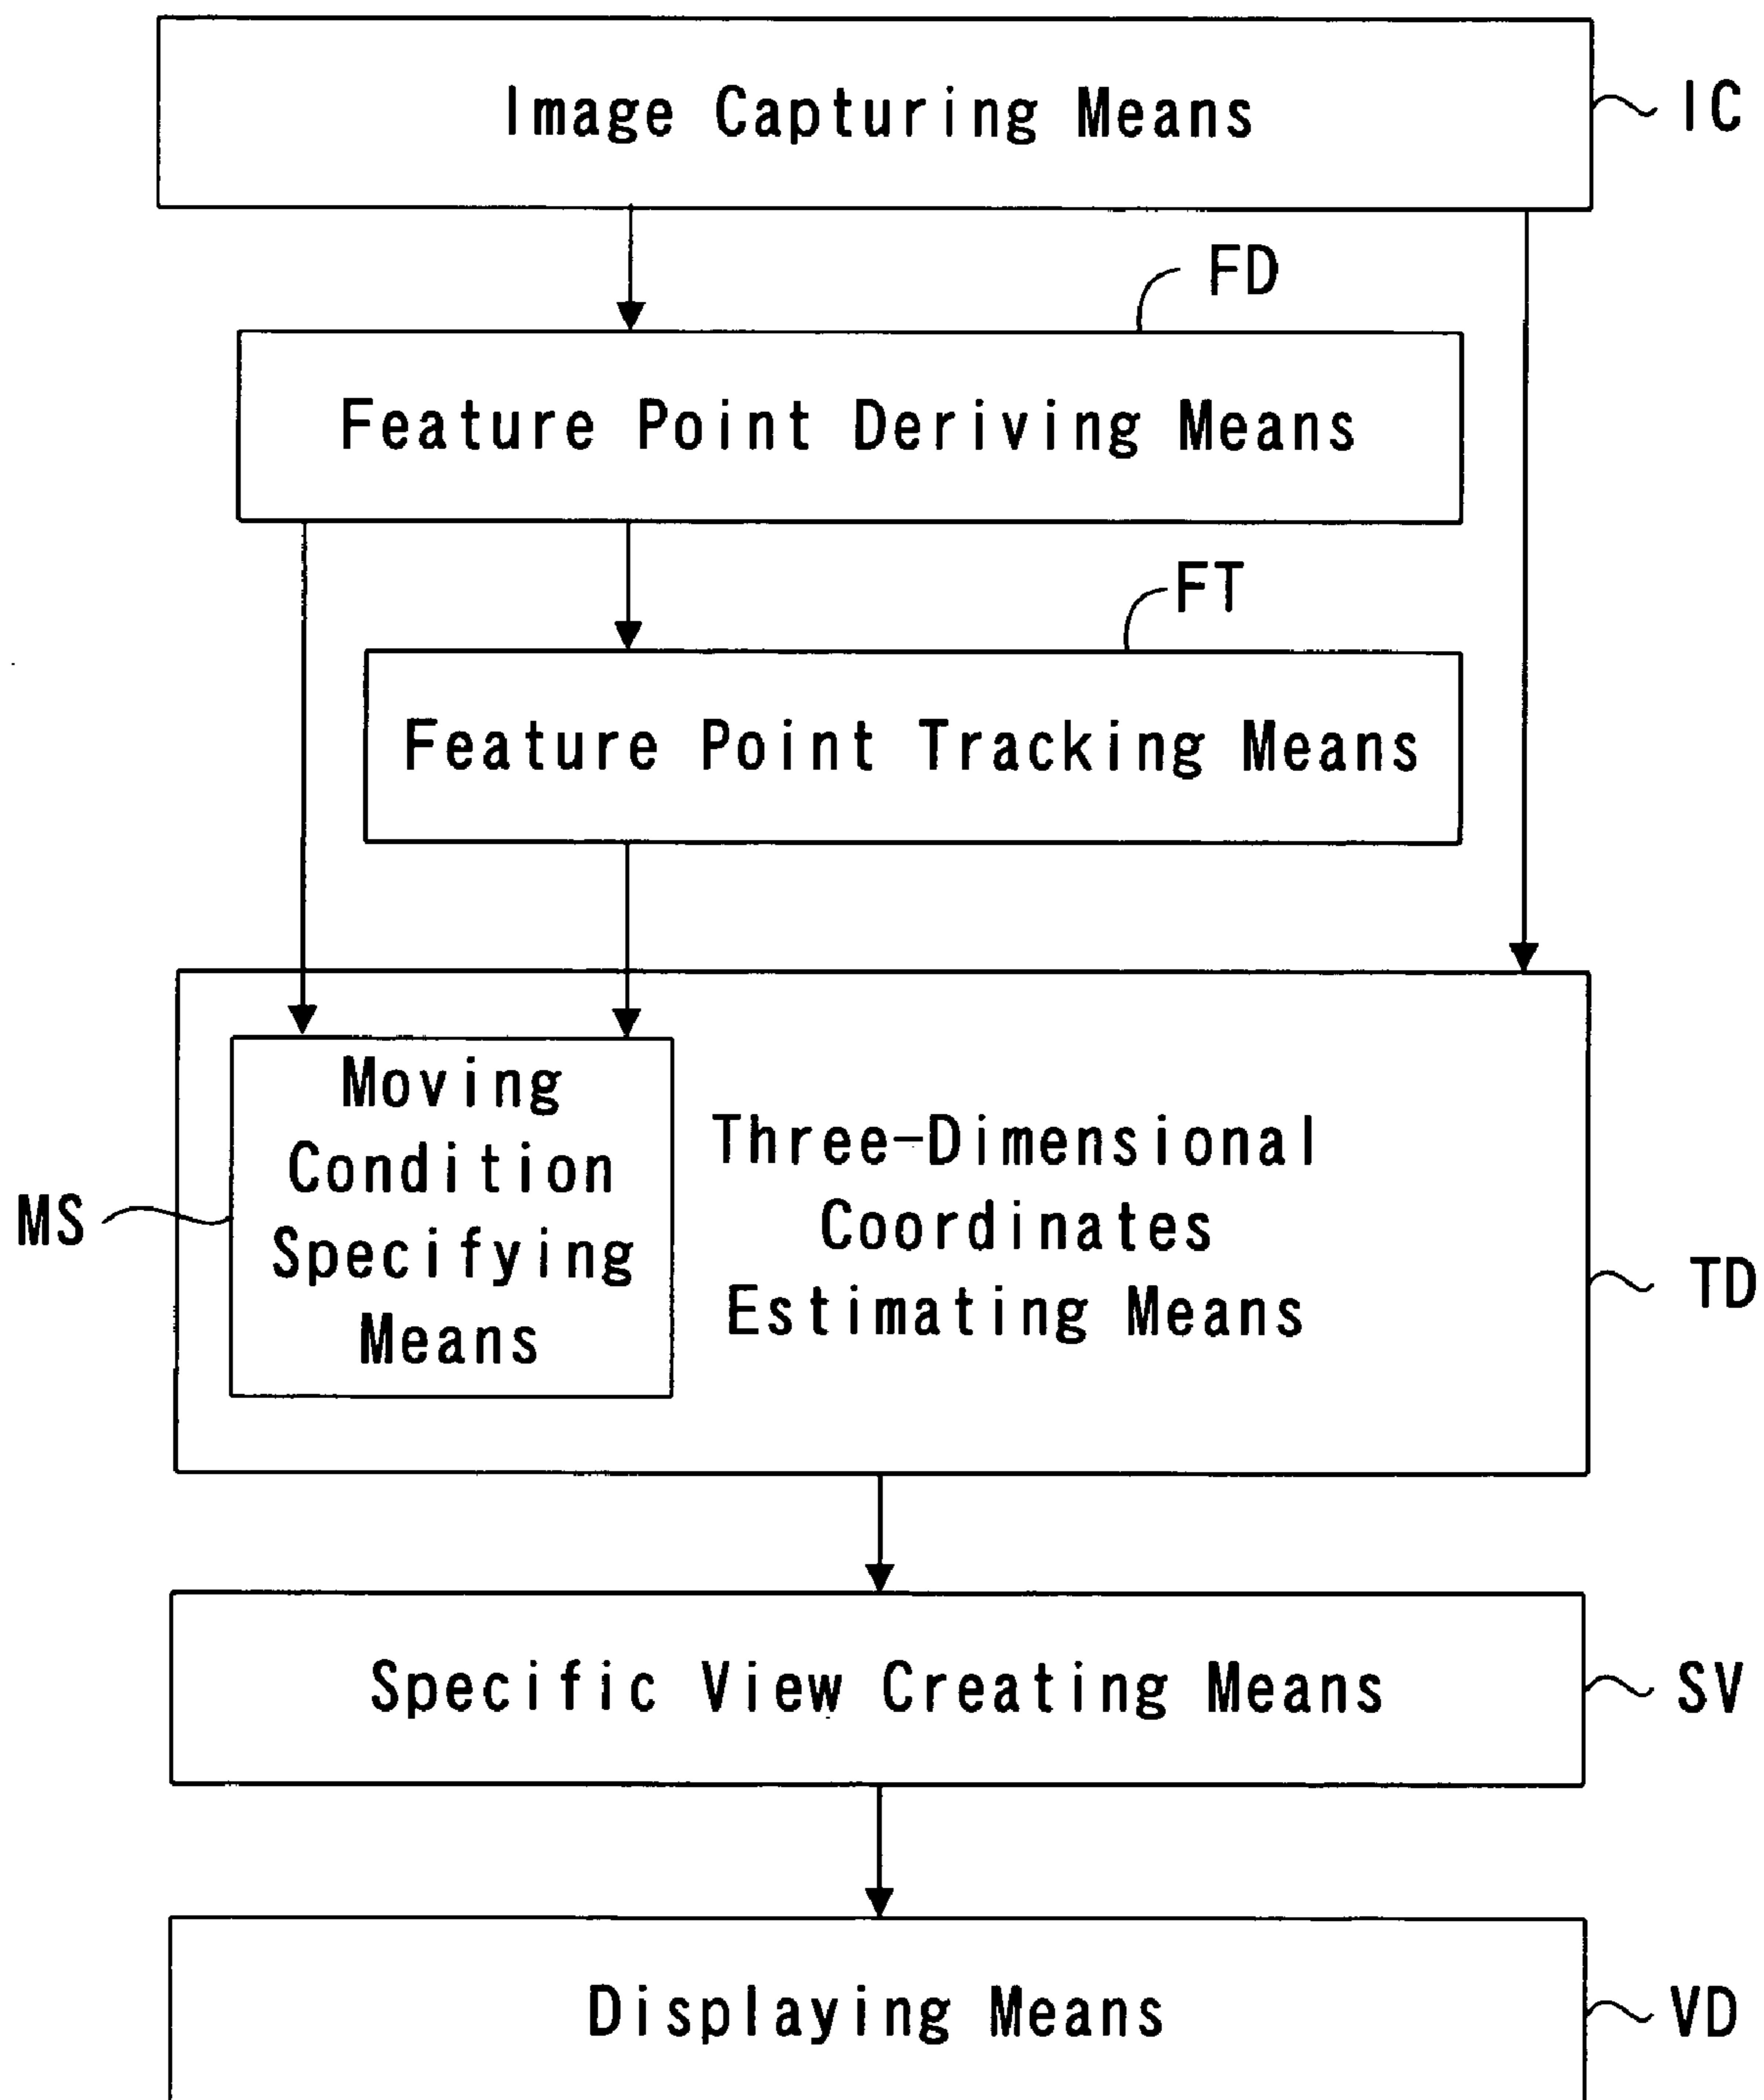 Image Capturing Means
IC
FD
Feature Point Deriving Means
FT
Feature Point Tracking Means
Moving
Condition
Specifying
Means
MS
Three-Dimensional
Coordinates
Estimating Means
TD
Specific View Creating Means
SV
Displaying Means
VD